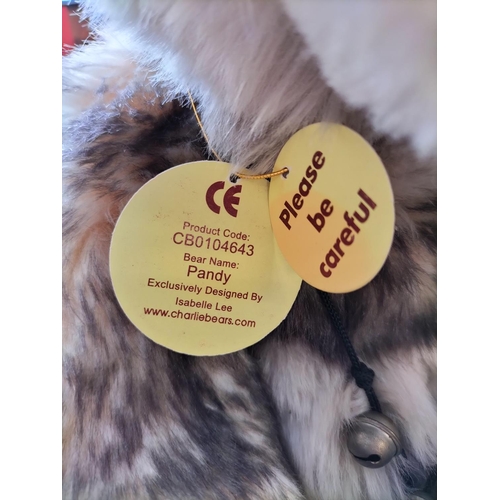 CE
Product Code:
CB0104643
Bear Name:
Pandy
Exclusively Designed By
Isabelle Lee
www.charliebears.com
Please
be
careful